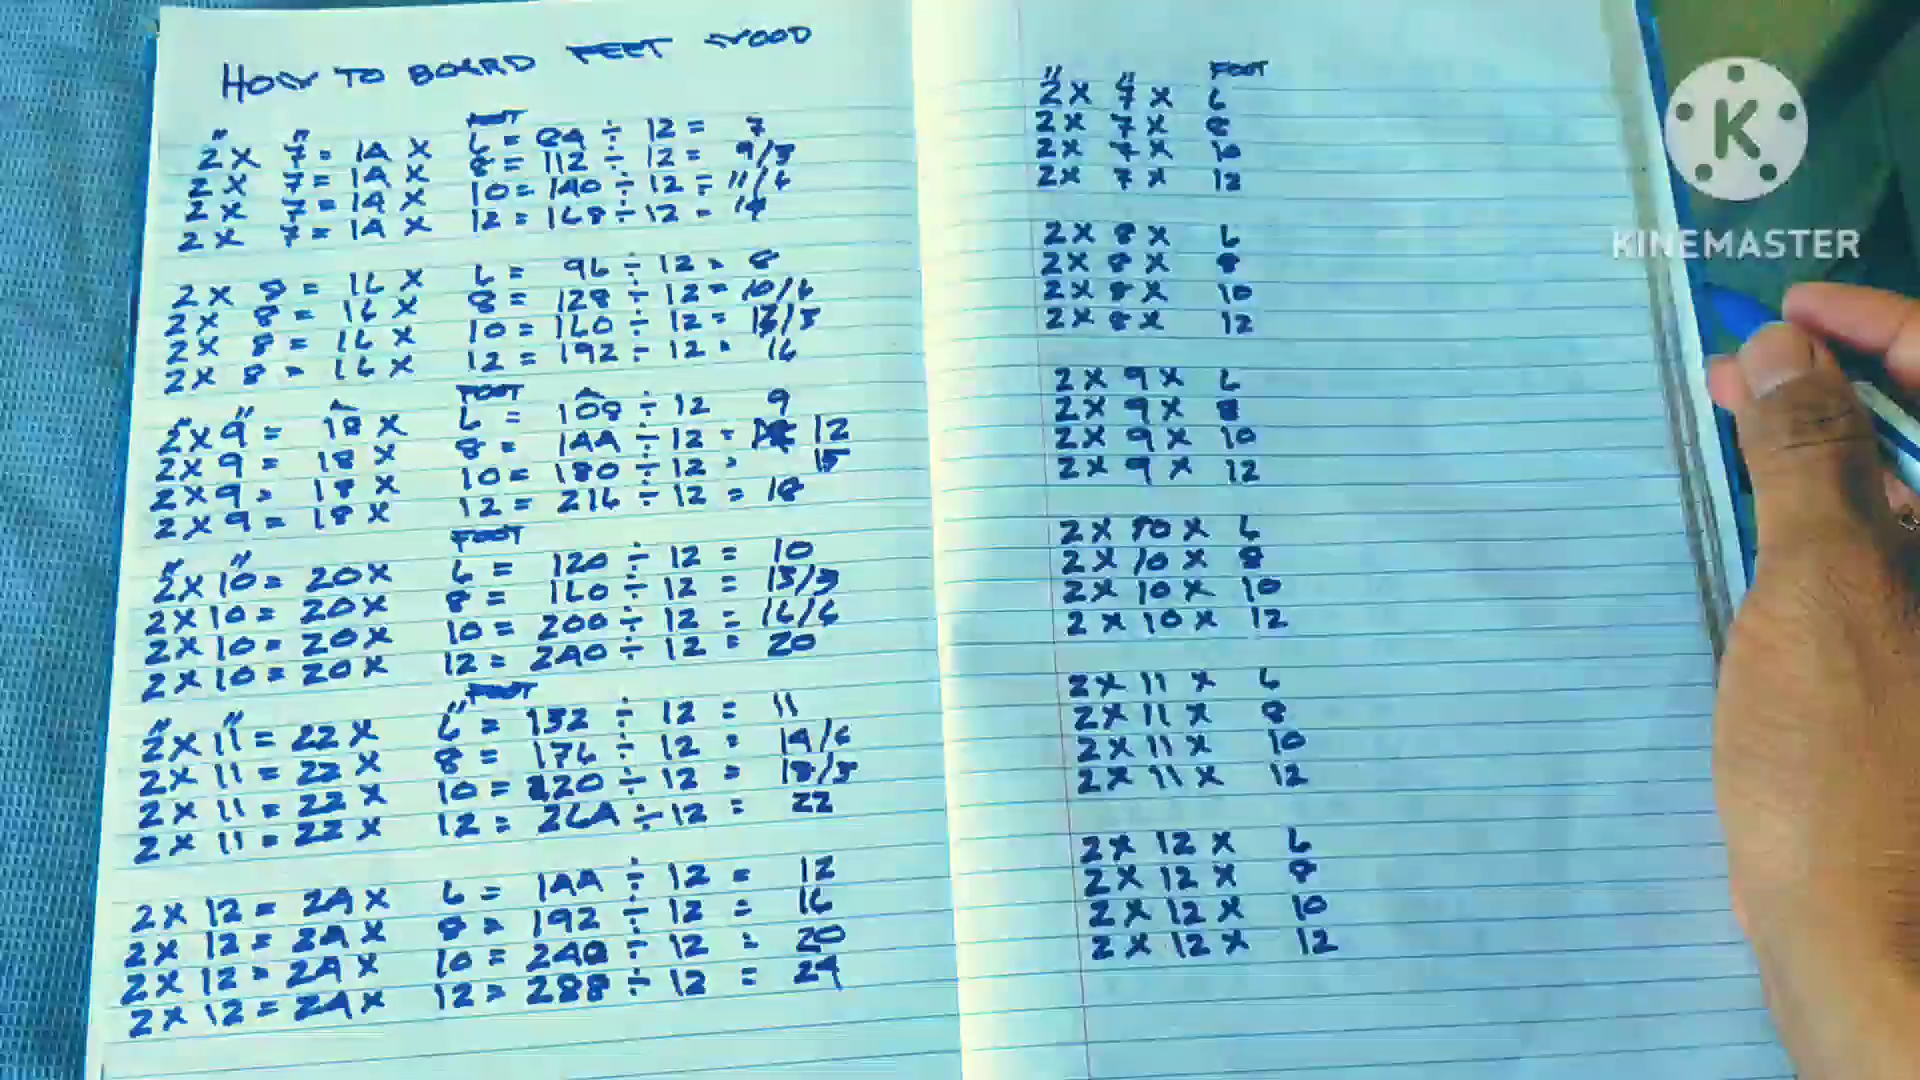 HOW TO BOARD FEET WOOD
FOOT
2" x 7" = 14 x 6 = 84 ÷ 12 = 7
2 x 7 = 14 x 8 = 112 ÷ 12 = 9/3
2 x 7 = 14 x 10 = 140 ÷ 12 = 11/6
2 x 7 = 14 x 12 = 168 ÷ 12 = 14
2 x 8 = 16 x 6 = 96 ÷ 12 = 8
2 x 8 = 16 x 8 = 128 ÷ 12 = 10/6
2 x 8 = 16 x 10 = 160 ÷ 12 = 13/3
2 x 8 = 16 x 12 = 192 ÷ 12 = 16
FOOT
2" x 9" = 18 x 6 = 108 ÷ 12 9
2 x 9 = 18 x 8 = 144 ÷ 12 = 12
2 x 9 = 18 x 10 = 180 ÷ 12 = 15
2 x 9 = 18 x 12 = 216 ÷ 12 = 18
FOOT
2" x 10" = 20 x 6 = 120 ÷ 12 = 10
2 x 10 = 20 x 8 = 160 ÷ 12 = 13/3
2 x 10 = 20 x 10 = 200 ÷ 12 = 16/6
2 x 10 = 20 x 12 = 240 ÷ 12 = 20
FOOT
2" x 11" = 22 x 6" = 132 ÷ 12 = 11
2 x 11 = 22 x 8 = 176 ÷ 12 = 14/6
2 x 11 = 22 x 10 = 220 ÷ 12 = 18/3
2 x 11 = 22 x 12 = 264 ÷ 12 = 22
2 x 12 = 24 x 6 = 144 ÷ 12 = 12
2 x 12 = 24 x 8 = 192 ÷ 12 = 16
2 x 12 = 24 x 10 = 240 ÷ 12 = 20
2 x 12 = 24 x 12 = 288 ÷ 12 = 24
FOOT
2" x 7" x 6
2 x 7 x 8
2 x 7 x 10
2 x 7 x 12
2 x 8 x 6
2 x 8 x 8
2 x 8 x 10
2 x 8 x 12
2 x 9 x 6
2 x 9 x 8
2 x 9 x 10
2 x 9 x 12
2 x 10 x 6
2 x 10 x 8
2 x 10 x 10
2 x 10 x 12
2 x 11 x 6
2 x 11 x 8
2 x 11 x 10
2 x 11 x 12
2 x 12 x 6
2 x 12 x 8
2 x 12 x 10
2 x 12 x 12
K
KINEMASTER